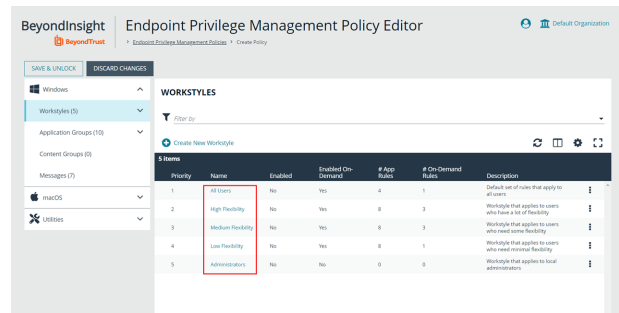 BeyondInsight
BeyondTrust
Endpoint Privilege Management Policy Editor
Endpoint Privilege Management Policies > Create Policy
Default Organization
SAVE & UNLOCK
DISCARD CHANGES
Windows
Workstyles (5)
Application Groups (10)
Content Groups (0)
Messages (7)
macOS
Utilities
WORKSTYLES
Filter by
Create New Workstyle
5 items
Priority Name Enabled Enabled On-Demand # App Rules # On-Demand Rules Description
1 All Users No Yes 4 1 Default set of rules that apply to all users
2 High Flexibility No Yes 8 3 Workstyle that applies to users who have a lot of flexibility
3 Medium Flexibility No Yes 8 3 Workstyle that applies to users who need some flexibility
4 Low Flexibility No Yes 8 1 Workstyle that applies to users who need minimal flexibility
5 Administrators No No 0 0 Workstyle that applies to local administrators